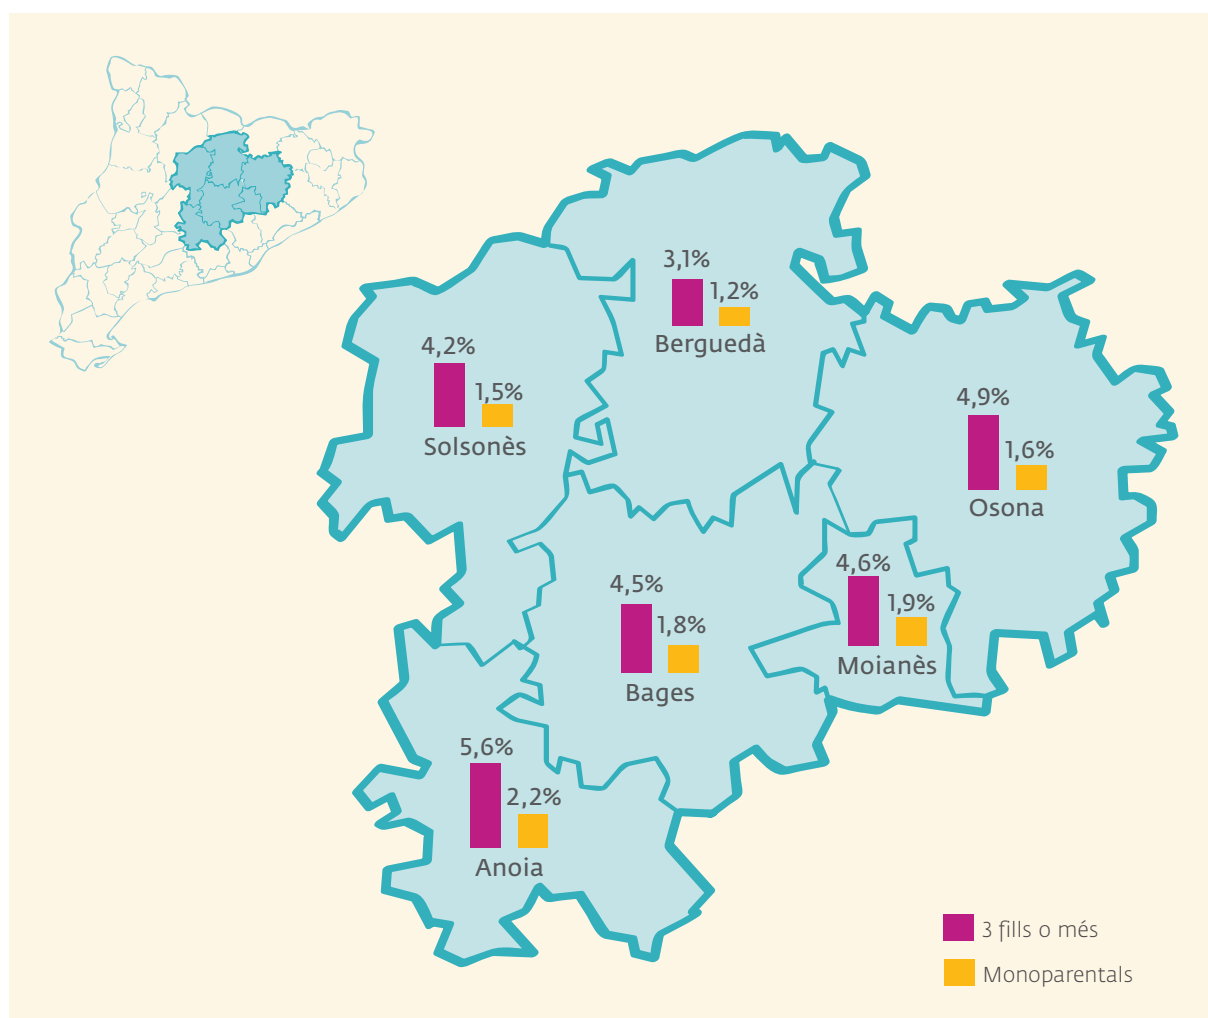 3,1%
1,2%
Berguedà
4,2%
1,5%
Solsonès
4,9%
1,6%
Osona
4,6%
1,9%
Moianès
4,5%
1,8%
Bages
5,6%
2,2%
Anoia
3 fills o més
Monoparentals